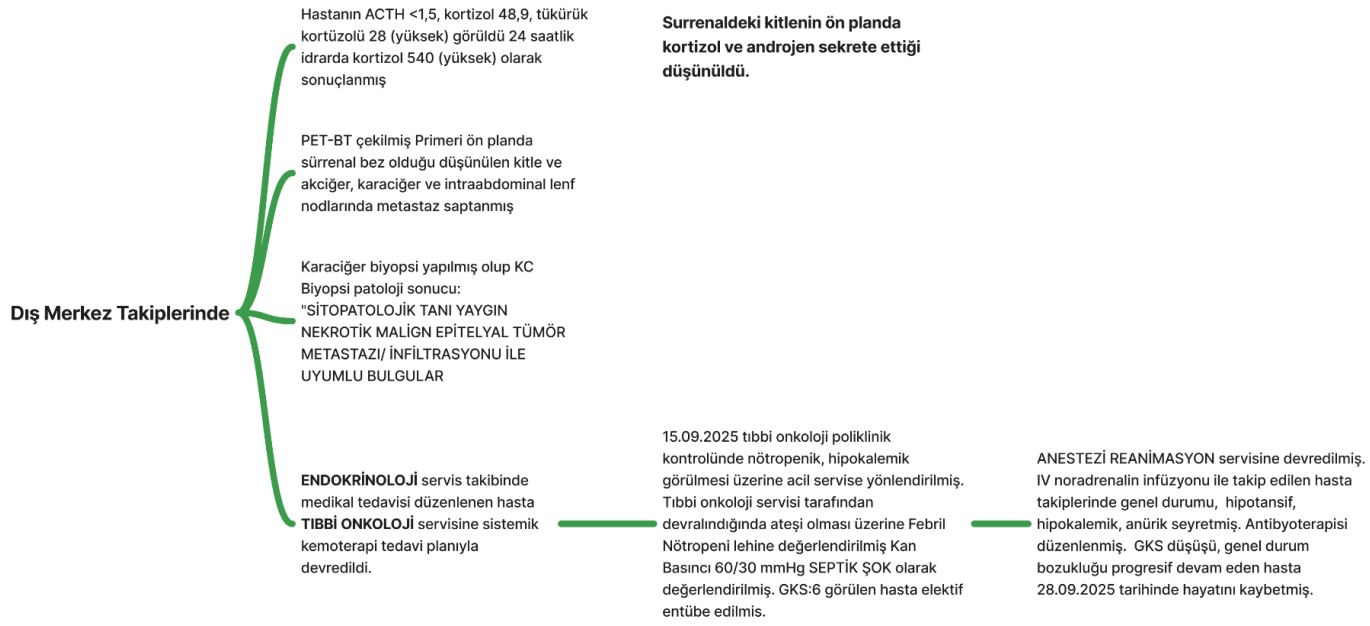 Hastanın ACTH <1,5, kortizol 48,9, tükürük
kortüzolü 28 (yüksek) görüldü 24 saatlik
idrarda kortizol 540 (yüksek) olarak
sonuçlanmış
Surrenaldeki kitlenin ön planda
kortizol ve androjen sekrete ettiği
düşünüldü.
PET-BT çekilmiş Primeri ön planda
sürrenal bez olduğu düşünülen kitle ve
akciğer, karaciğer ve intraabdominal lenf
nodlarında metastaz saptanmış
Karaciğer biyopsi yapılmış olup KC
Biyopsi patoloji sonucu:
"SİTOPATOLOJİK TANI YAYGIN
NEKROTİK MALİGN EPİTELYAL TÜMÖR
METASTAZI/ İNFİLTRASYONU İLE
UYUMLU BULGULAR
Dış Merkez Takiplerinde
ENDOKRİNOLOJİ servis takibinde
medikal tedavisi düzenlenen hasta
TIBBİ ONKOLOJİ servisine sistemik
kemoterapi tedavi planıyla
devredildi.
15.09.2025 tıbbi onkoloji poliklinik
kontrolünde nötropenik, hipokalemik
görülmesi üzerine acil servise yönlendirilmiş.
Tıbbi onkoloji servisi tarafından
devralındığında ateşi olması üzerine Febril
Nötropeni lehine değerlendirilmiş Kan
Basıncı 60/30 mmHg SEPTİK ŞOK olarak
değerlendirilmiş. GKS:6 görülen hasta elektif
entübe edilmiş.
ANESTEZİ REANİMASYON servisine devredilmiş.
IV noradrenalin infüzyonu ile takip edilen hasta
takiplerinde genel durumu,  hipotansif,
hipokalemik, anürik seyretmiş. Antibyoterapisi
düzenlenmiş.  GKS düşüşü, genel durum
bozukluğu progresif devam eden hasta
28.09.2025 tarihinde hayatını kaybetmiş.